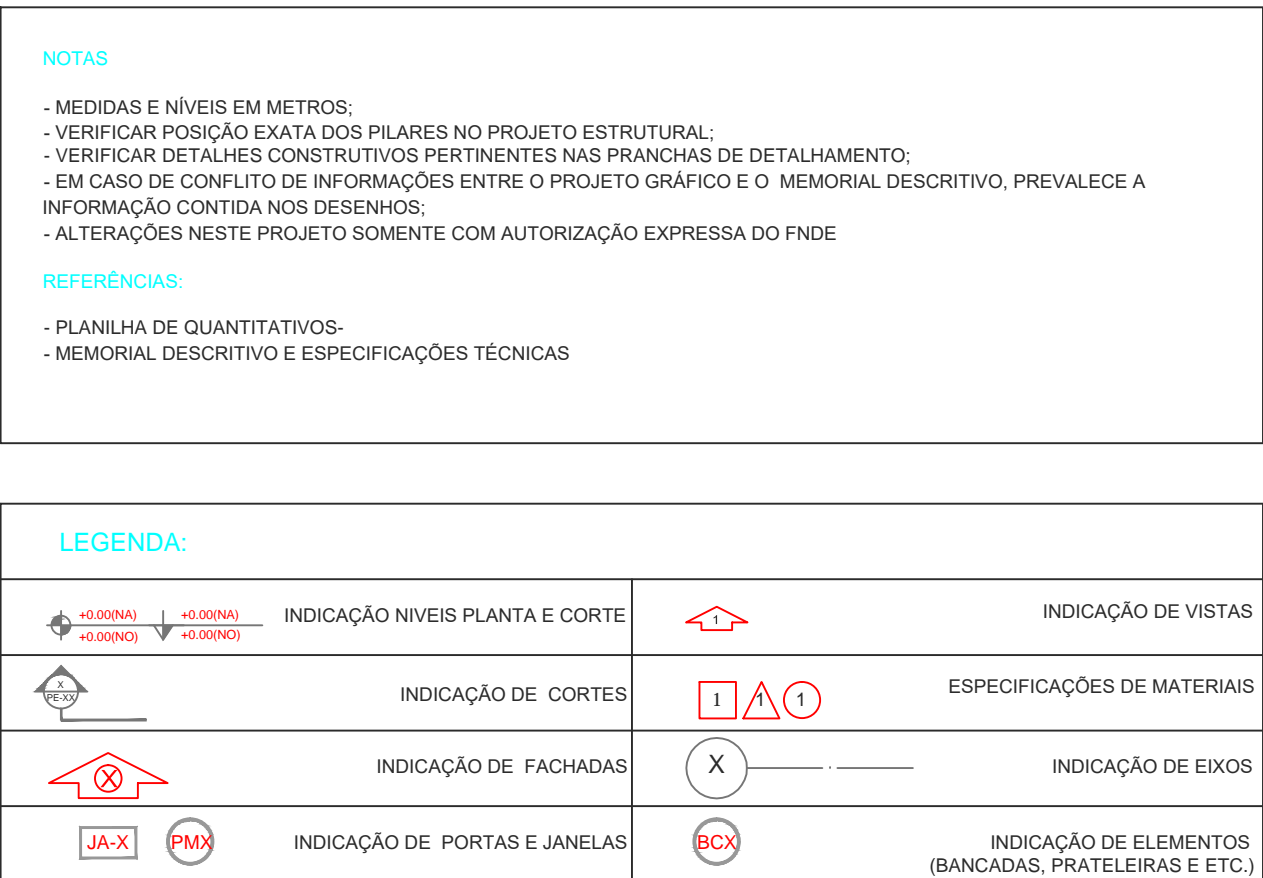 NOTAS
- MEDIDAS E NÍVEIS EM METROS;
- VERIFICAR POSIÇÃO EXATA DOS PILARES NO PROJETO ESTRUTURAL;
- VERIFICAR DETALHES CONSTRUTIVOS PERTINENTES NAS PRANCHAS DE DETALHAMENTO;
- EM CASO DE CONFLITO DE INFORMAÇÕES ENTRE O PROJETO GRÁFICO E O MEMORIAL DESCRITIVO, PREVALECE A
INFORMAÇÃO CONTIDA NOS DESENHOS;
- ALTERAÇÕES NESTE PROJETO SOMENTE COM AUTORIZAÇÃO EXPRESSA DO FNDE
REFERÊNCIAS:
- PLANILHA DE QUANTITATIVOS-
- MEMORIAL DESCRITIVO E ESPECIFICAÇÕES TÉCNICAS
LEGENDA:
+0.00(NA) +0.00(NA)
+0.00(NO) +0.00(NO)
INDICAÇÃO NIVEIS PLANTA E CORTE
1
INDICAÇÃO DE VISTAS
X
PE-XX
INDICAÇÃO DE CORTES
1 1 1
ESPECIFICAÇÕES DE MATERIAIS
X
INDICAÇÃO DE FACHADAS
X
INDICAÇÃO DE EIXOS
JA-X PMX
INDICAÇÃO DE PORTAS E JANELAS
BCX
INDICAÇÃO DE ELEMENTOS
(BANCADAS, PRATELEIRAS E ETC.)